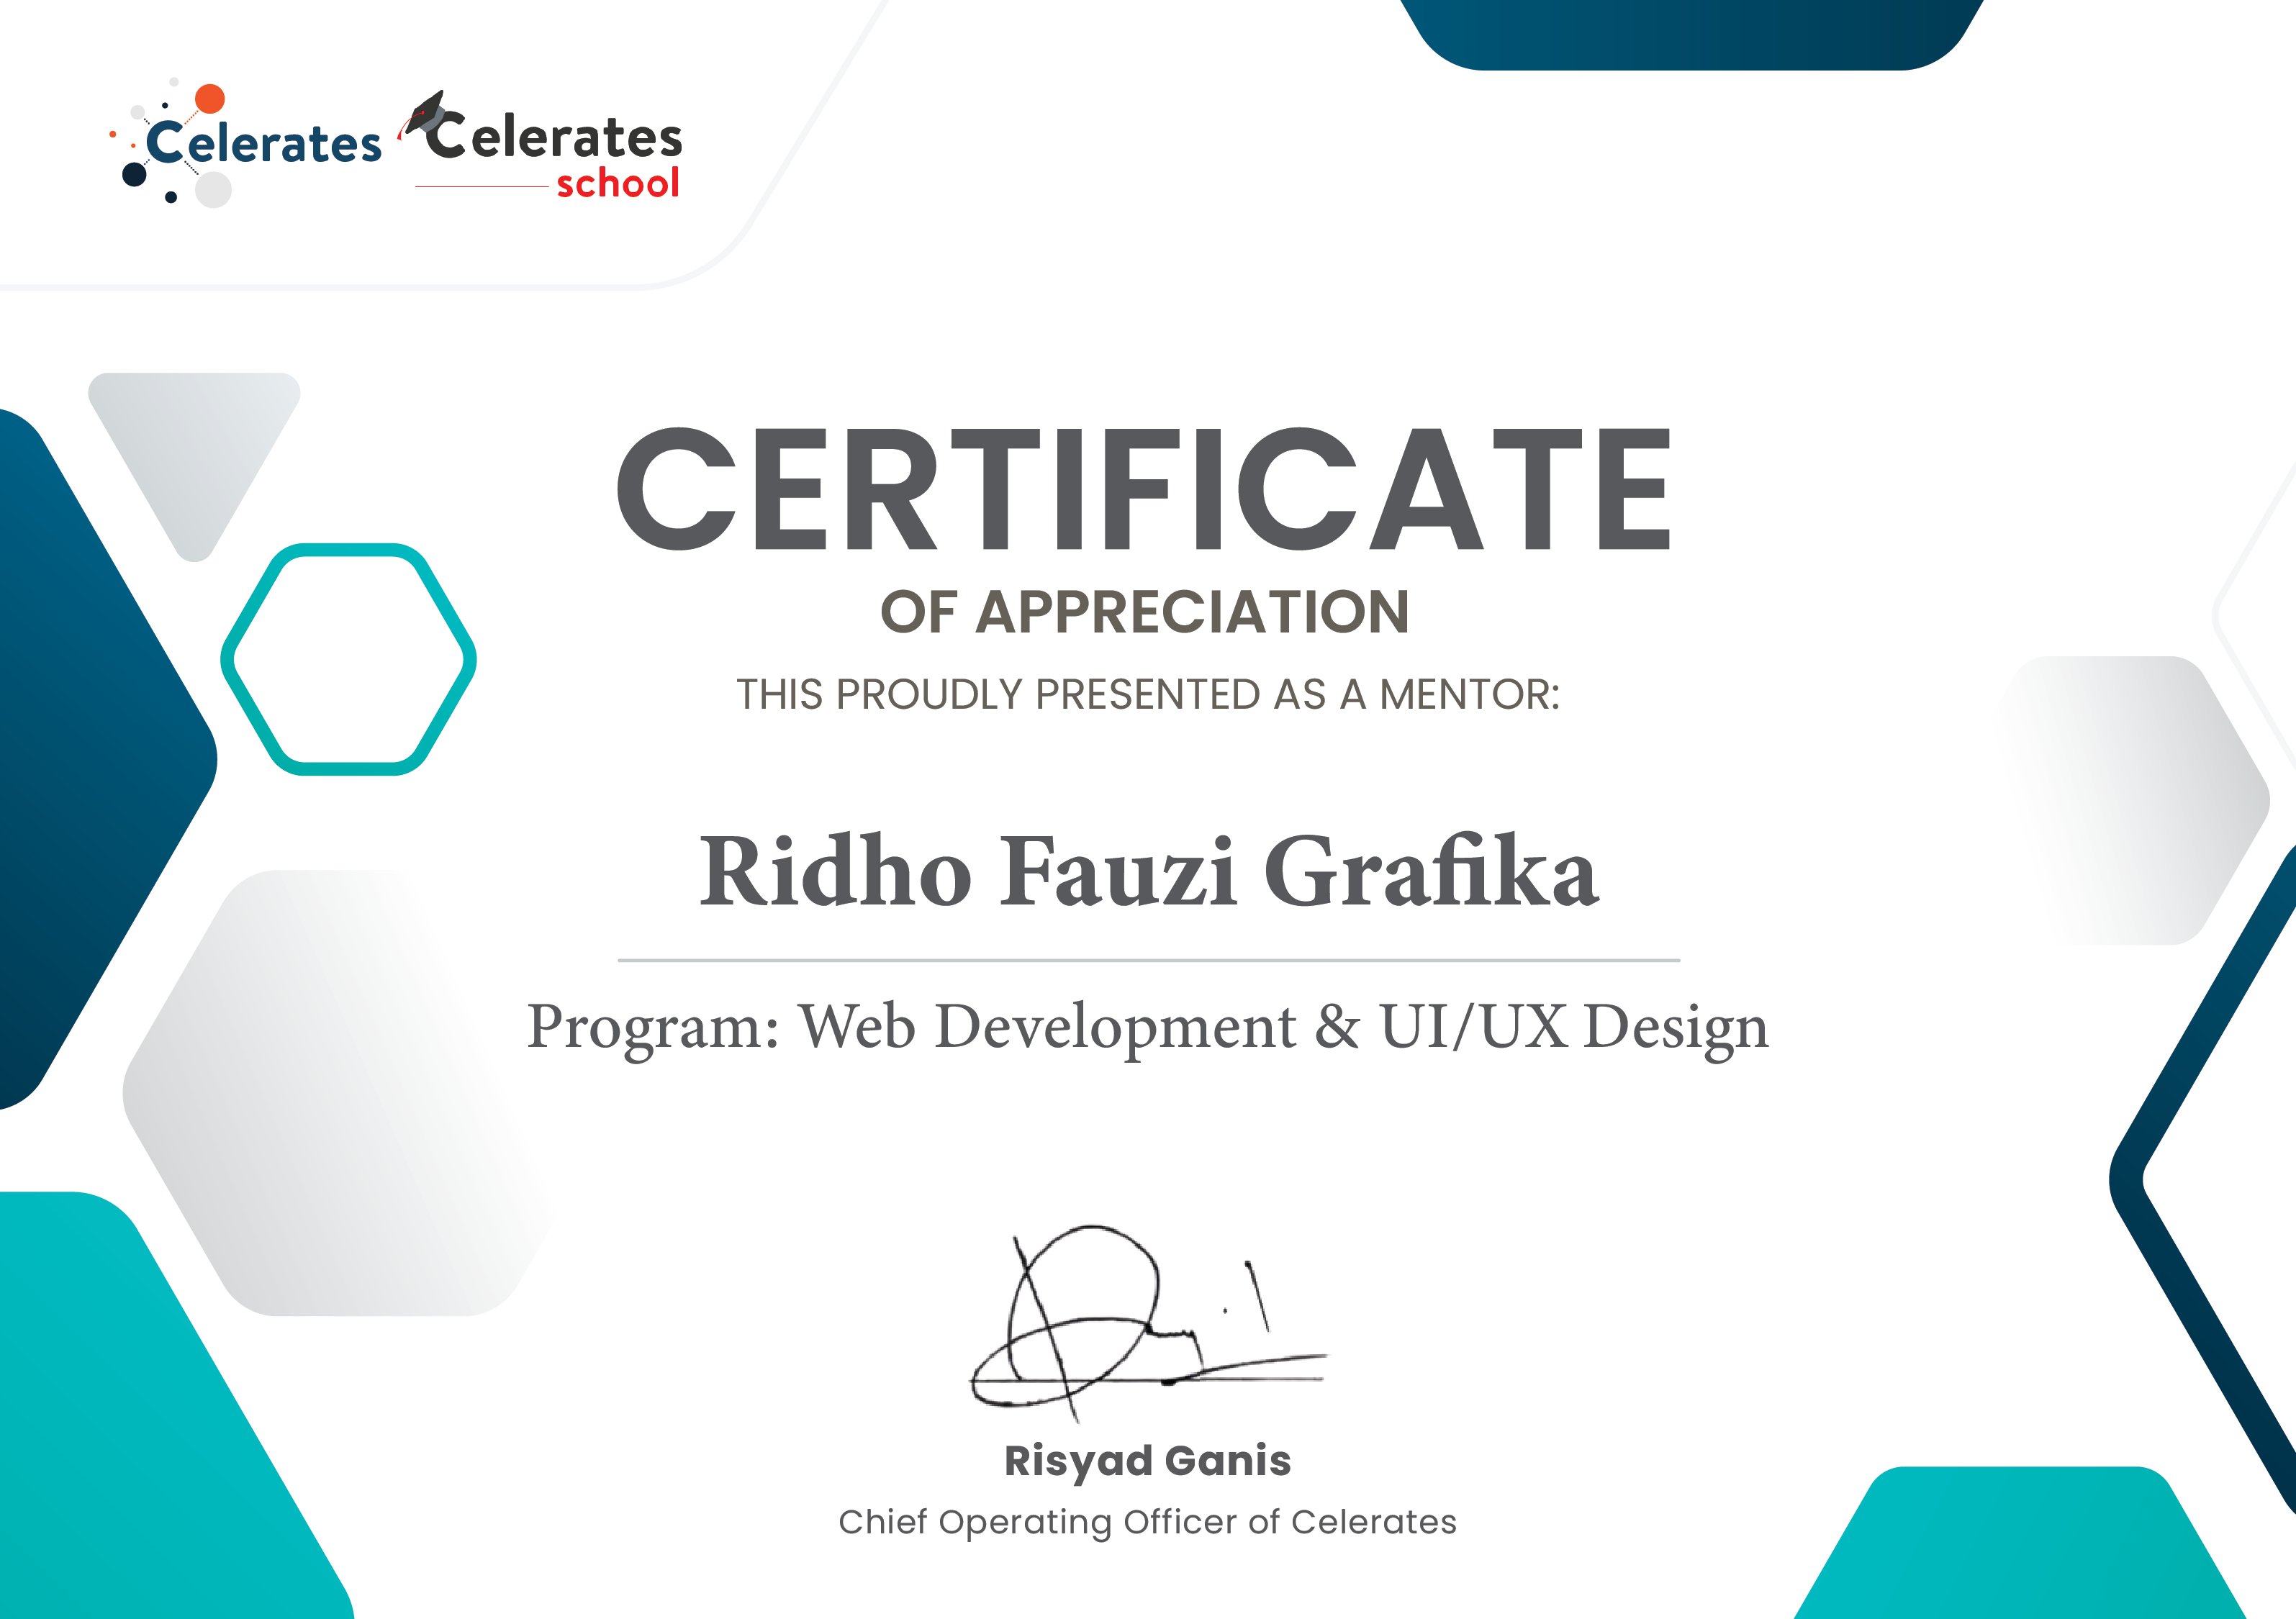 Celerates
Celerates
school
CERTIFICATE
OF APPRECIATION
THIS PROUDLY PRESENTED AS A MENTOR:
Ridho Fauzi Grafika
Program: Web Development & UI/UX Design
Risyad Ganis
Chief Operating Officer of Celerates